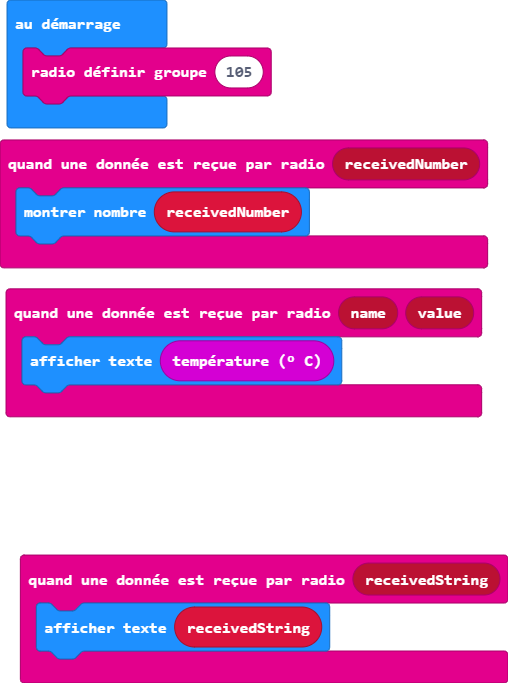 au démarrage
radio définir groupe 105
quand une donnée est reçue par radio receivedNumber
montrer nombre receivedNumber
quand une donnée est reçue par radio name value
afficher texte température (° C)
quand une donnée est reçue par radio receivedString
afficher texte receivedString